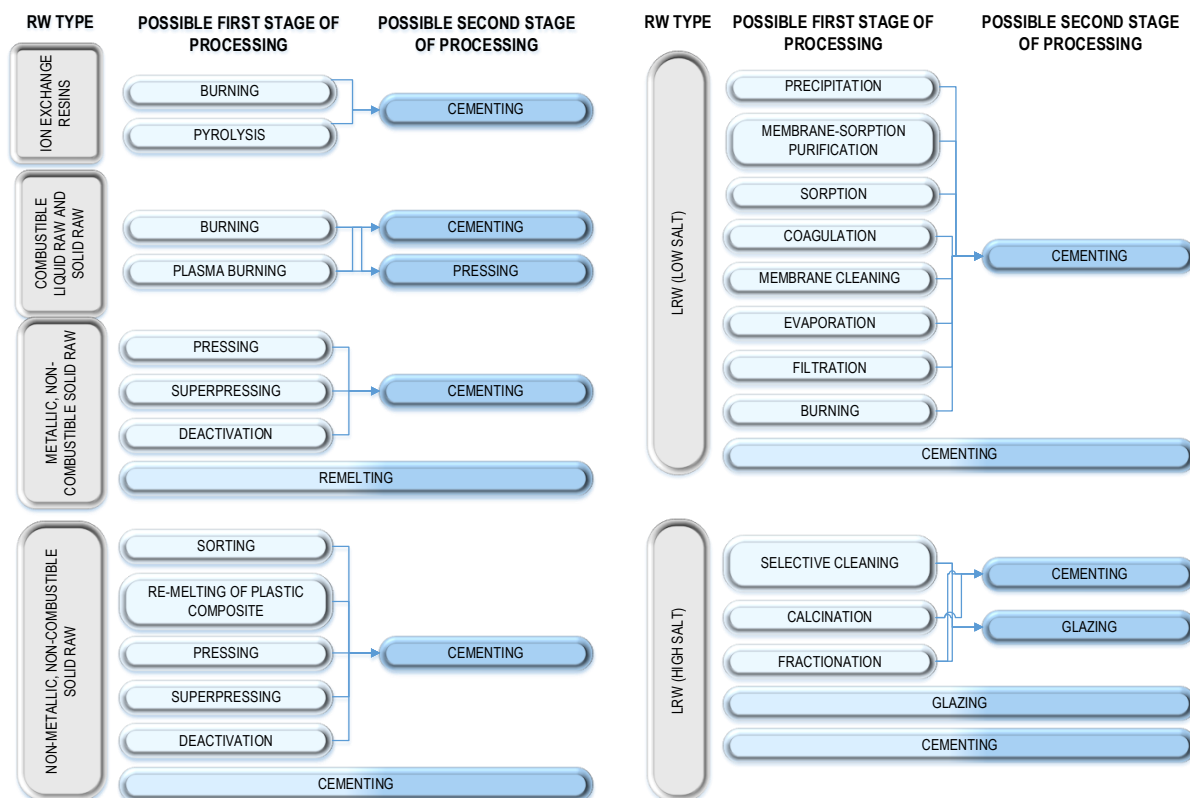 RW TYPE
POSSIBLE FIRST STAGE OF
PROCESSING
POSSIBLE SECOND STAGE
OF PROCESSING
ION EXCHANGE
RESINS
BURNING
PYROLYSIS
CEMENTING
COMBUSTIBLE
LIQUID RAW AND
SOLID RAW
BURNING
PLASMA BURNING
CEMENTING
PRESSING
METALLIC, NON-
COMBUSTIBLE SOLID RAW
PRESSING
SUPERPRESSING
DEACTIVATION
CEMENTING
REMELTING
NON-METALLIC, NON-COMBUSTIBLE
SOLID RAW
SORTING
RE-MELTING OF PLASTIC
COMPOSITE
PRESSING
SUPERPRESSING
DEACTIVATION
CEMENTING
CEMENTING
RW TYPE
POSSIBLE FIRST STAGE OF
PROCESSING
POSSIBLE SECOND STAGE
OF PROCESSING
LRW (LOW SALT)
PRECIPITATION
MEMBRANE-SORPTION
PURIFICATION
SORPTION
COAGULATION
MEMBRANE CLEANING
EVAPORATION
FILTRATION
BURNING
CEMENTING
CEMENTING
LRW (HIGH SALT)
SELECTIVE CLEANING
CALCINATION
FRACTIONATION
CEMENTING
GLAZING
GLAZING
CEMENTING